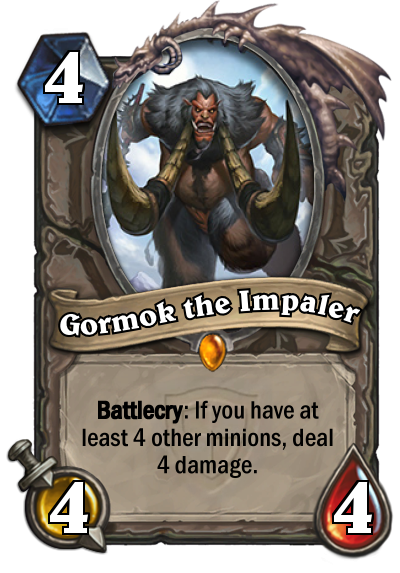 4
Gormok the Impaler
Battlecry: If you have at
least 4 other minions, deal
4 damage.
4
4